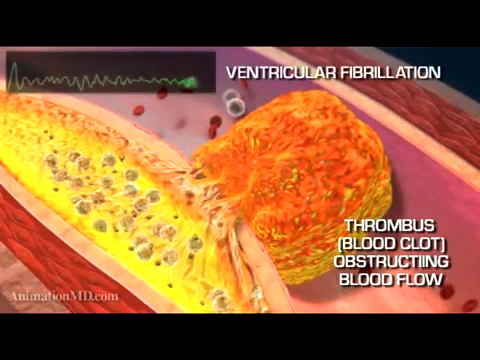 VENTRICULAR FIBRILLATION
THROMBUS
(BLOOD CLOT)
OBSTRUCTIING
BLOOD FLOW
AnimationMD.com